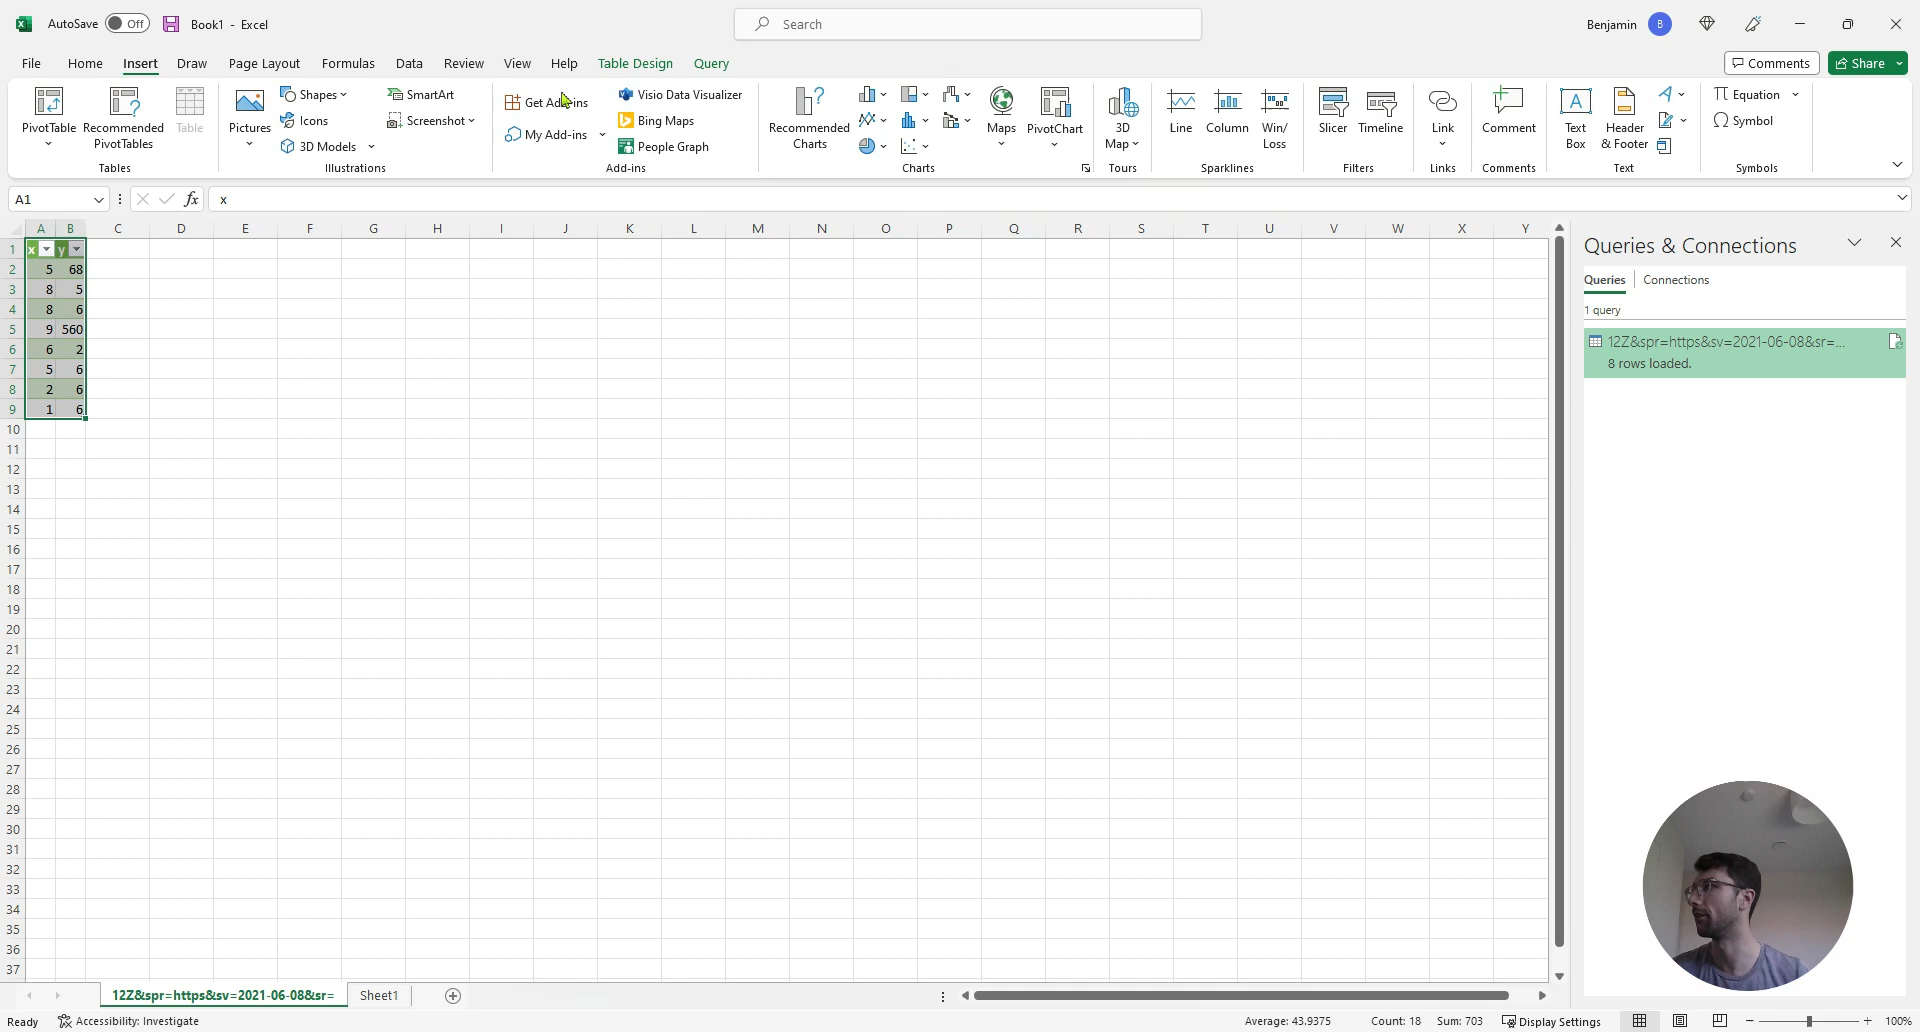 AutoSave Off Book1 - Excel Search Benjamin B
File Home Insert Draw Page Layout Formulas Data Review View Help Table Design Query Comments Share
PivotTable Recommended PivotTables Table
Tables
Pictures Shapes Icons 3D Models SmartArt Screenshot
Illustrations
Get Add-ins My Add-ins Visio Data Visualizer Bing Maps People Graph
Add-ins
Recommended Charts Maps PivotChart
Charts
3D Map
Tours
Line Column Win/Loss
Sparklines
Slicer Timeline
Filters
Link
Links
Comment
Comments
Text Box Header & Footer
Text
Equation Symbol
Symbols
A1 fx x
A B C D E F G H I J K L M N O P Q R S T U V W X Y
1 x y
2 5 68
3 8 5
4 8 6
5 9 560
6 6 2
7 5 6
8 2 6
9 1 6
10
11
12
13
14
15
16
17
18
19
20
21
22
23
24
25
26
27
28
29
30
31
32
33
34
35
36
37
Queries & Connections
Queries Connections
1 query
12Z&spr=https&sv=2021-06-08&sr=...
8 rows loaded.
12Z&spr=https&sv=2021-06-08&sr= Sheet1
Ready Accessibility: Investigate Average: 43.9375 Count: 18 Sum: 703 Display Settings 100%